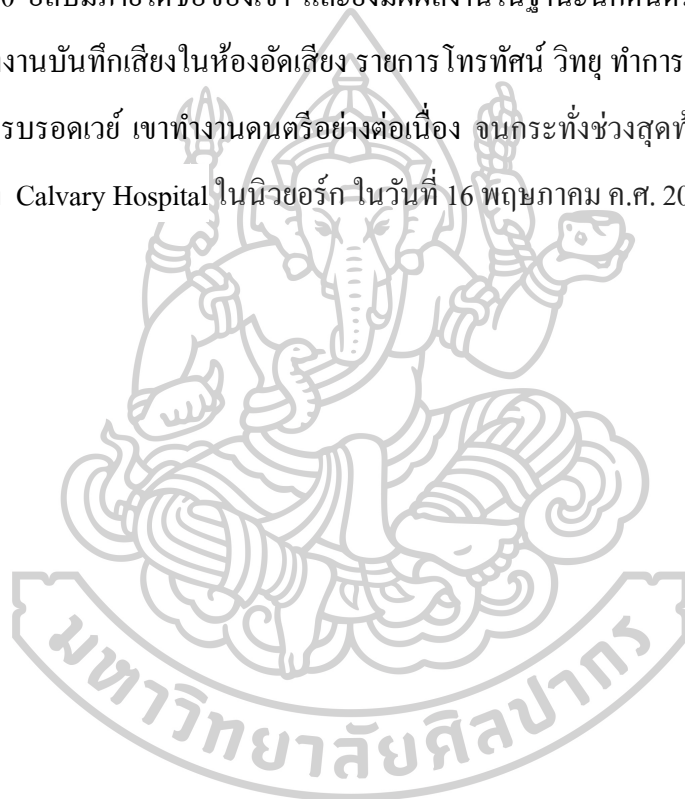 อัลบั้มภายใต้ชื่อของเขา และยังมีผลงานในฐานะนักดนตร
งานบันทึกเสียงในห้องอัดเสียง รายการโทรทัศน์ วิทยุ ทำการ
รบรอดเวย์ เขาทำงานดนตรีอย่างต่อเนื่อง จนกระทั่งช่วงสุดท
Calvary Hospital ในนิวยอร์ก ในวันที่ 16 พฤษภาคม ค.ศ. 20
มหาวิทยาลัยศิลปากร